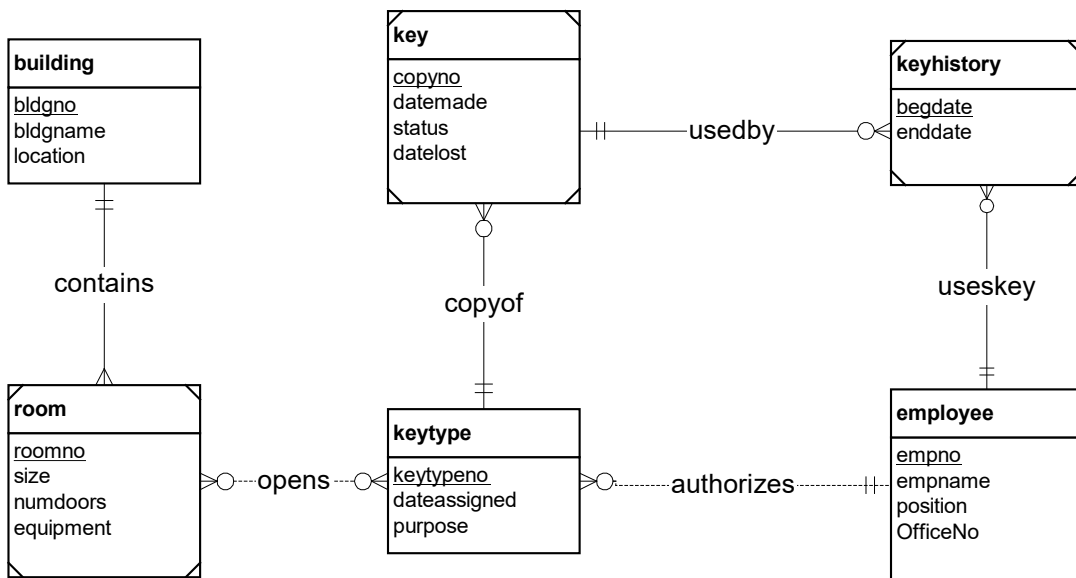 building
bldgno
bldgname
location
key
copyno
datemade
status
datelost
keyhistory
begdate
enddate
usedby
contains
copyof
useskey
room
roomno
size
numdoors
equipment
opens
keytype
keytypeno
dateassigned
purpose
authorizes
employee
empno
empname
position
OfficeNo